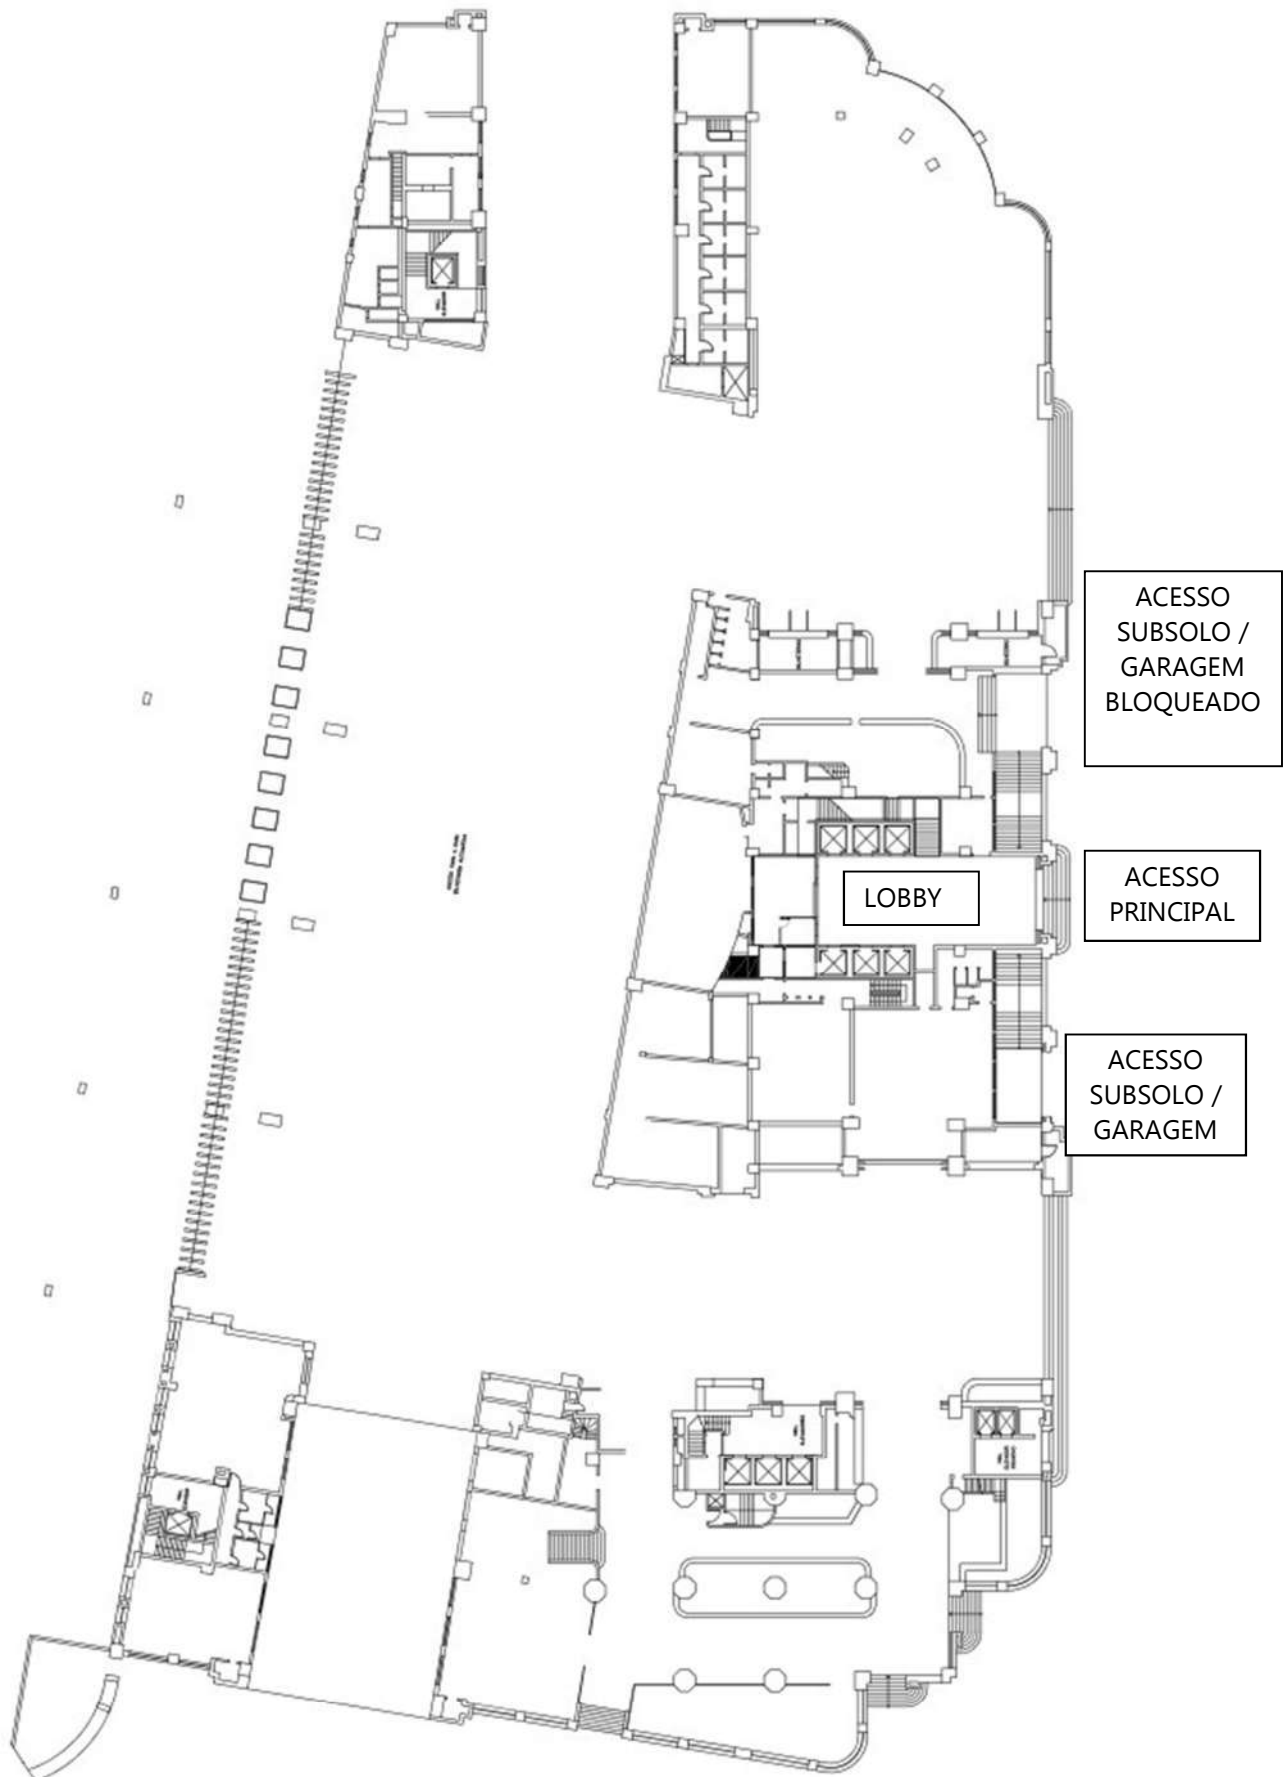 ACESSO
SUBSOLO /
GARAGEM
BLOQUEADO
LOBBY
ACESSO
PRINCIPAL
ACESSO
SUBSOLO /
GARAGEM